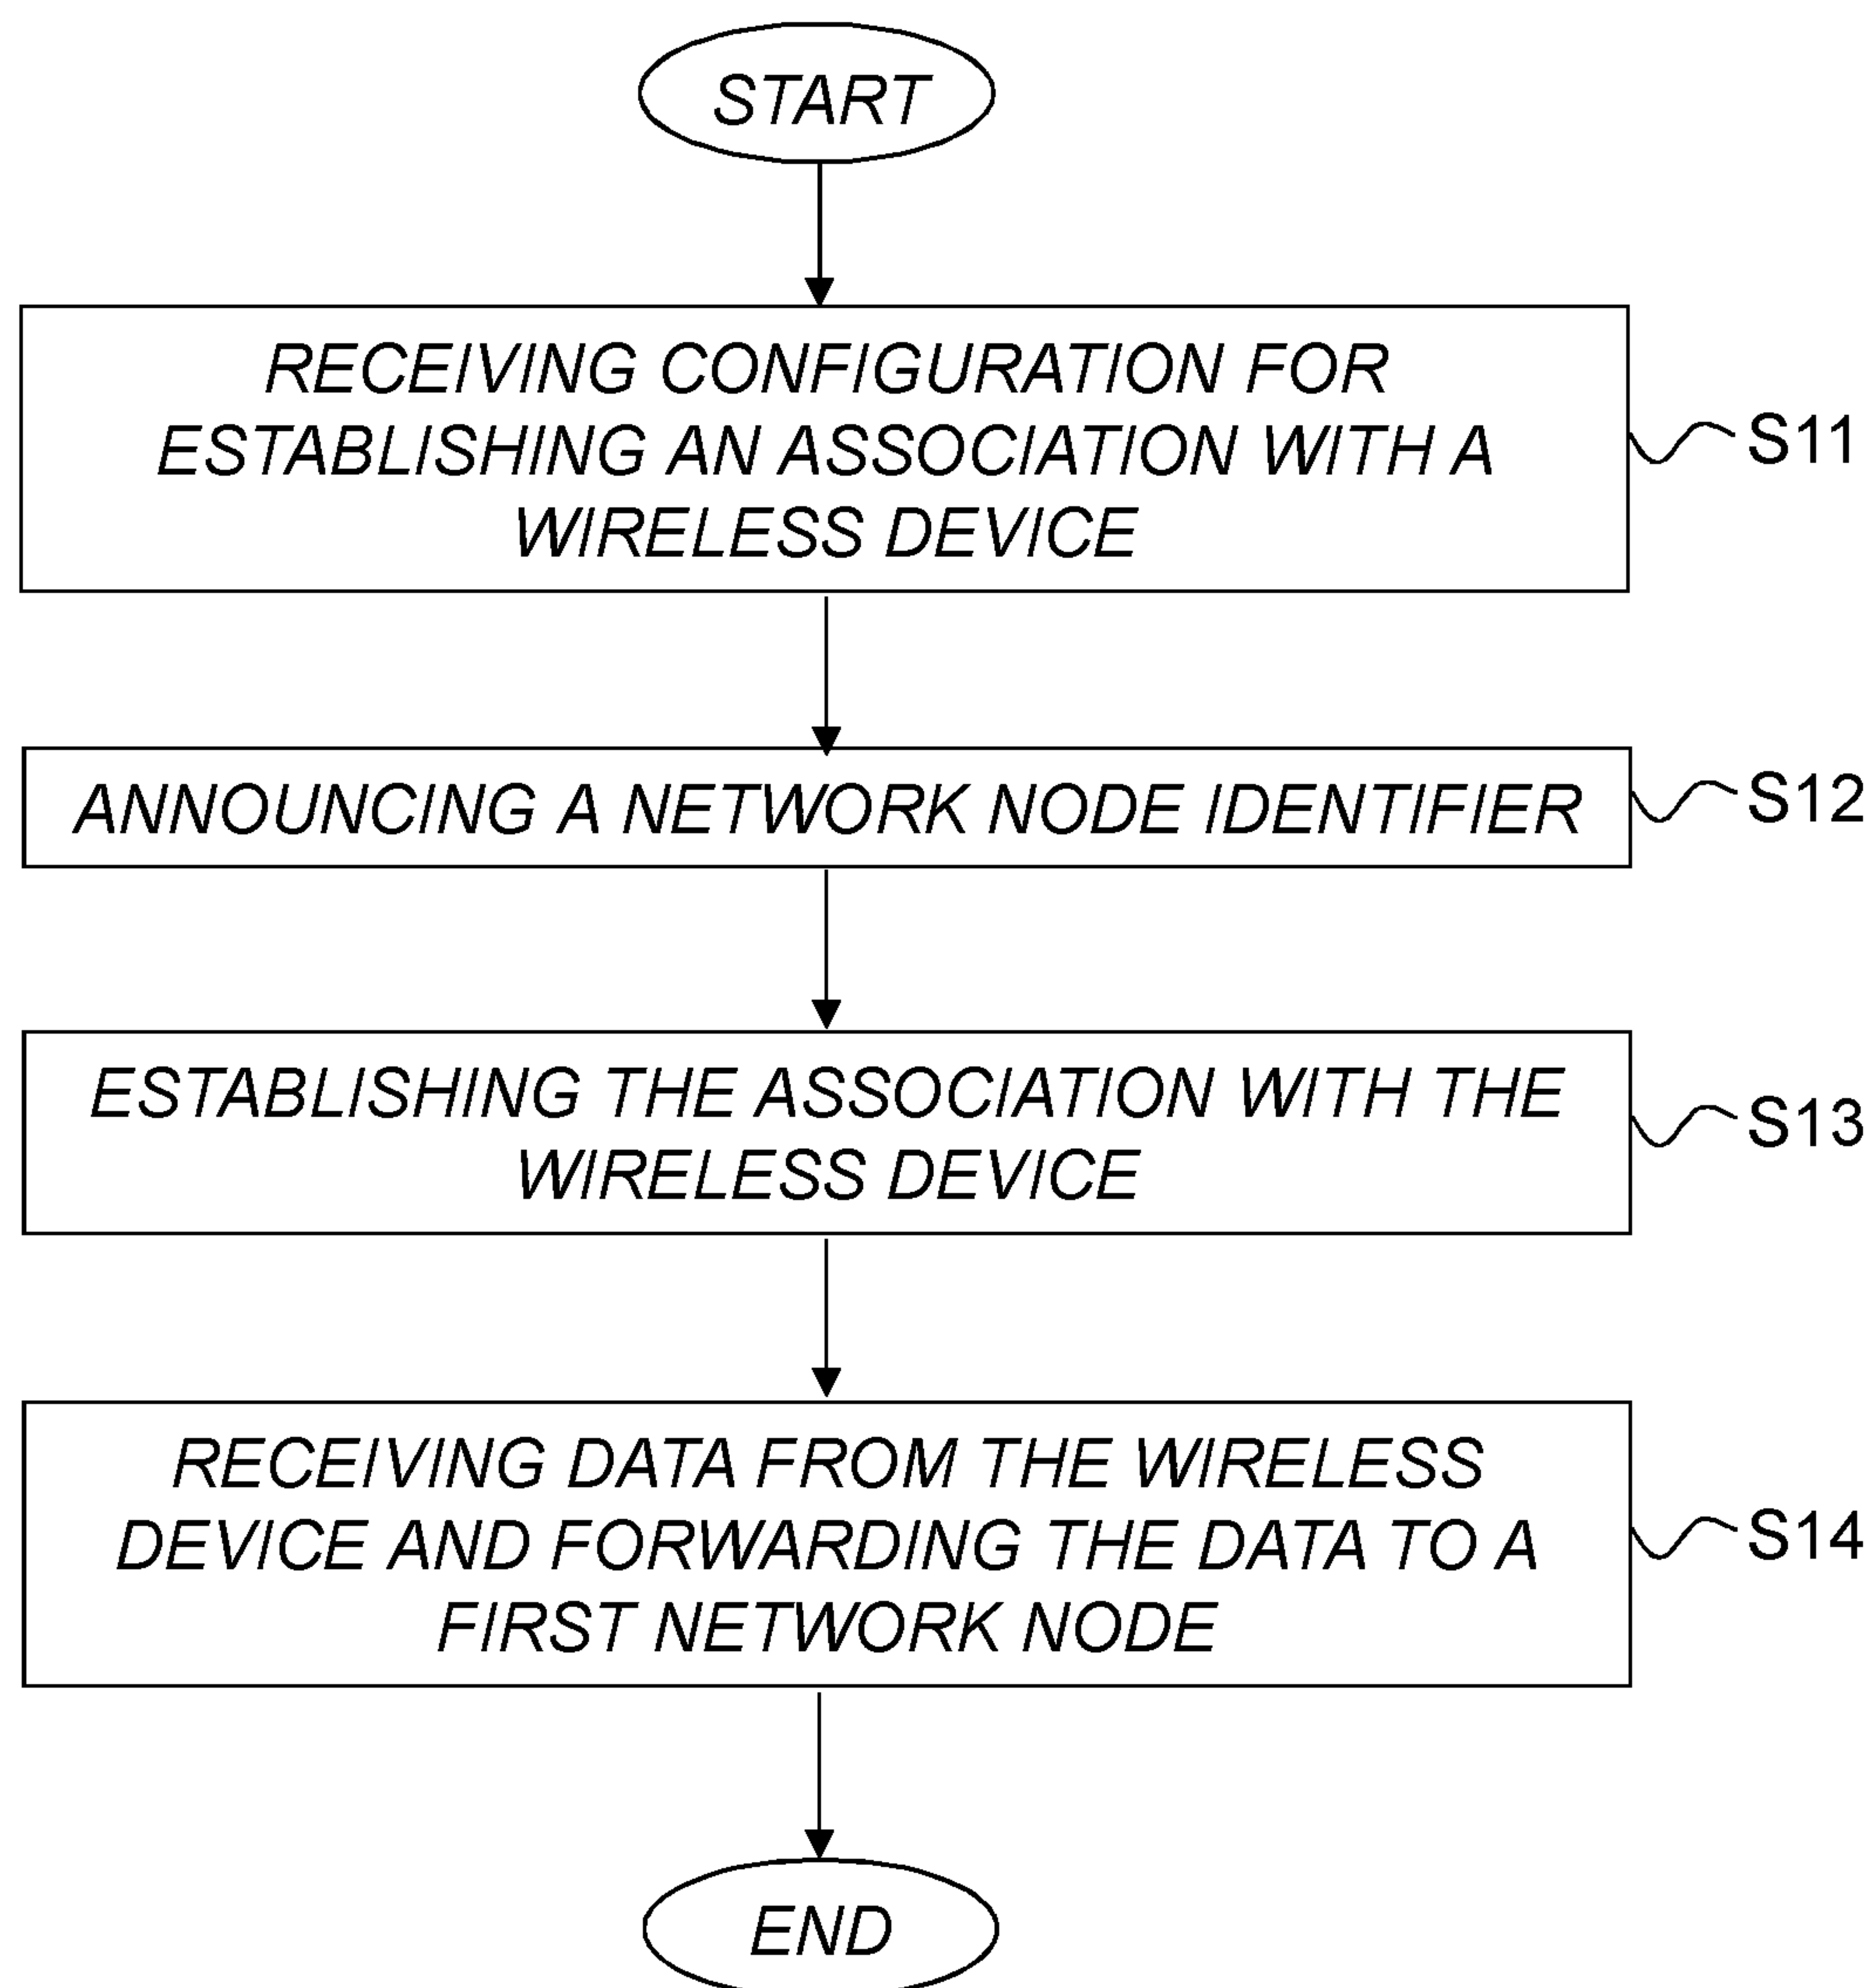 START
RECEIVING CONFIGURATION FOR
ESTABLISHING AN ASSOCIATION WITH A
WIRELESS DEVICE
S11
ANNOUNCING A NETWORK NODE IDENTIFIER
S12
ESTABLISHING THE ASSOCIATION WITH THE
WIRELESS DEVICE
S13
RECEIVING DATA FROM THE WIRELESS
DEVICE AND FORWARDING THE DATA TO A
FIRST NETWORK NODE
S14
END